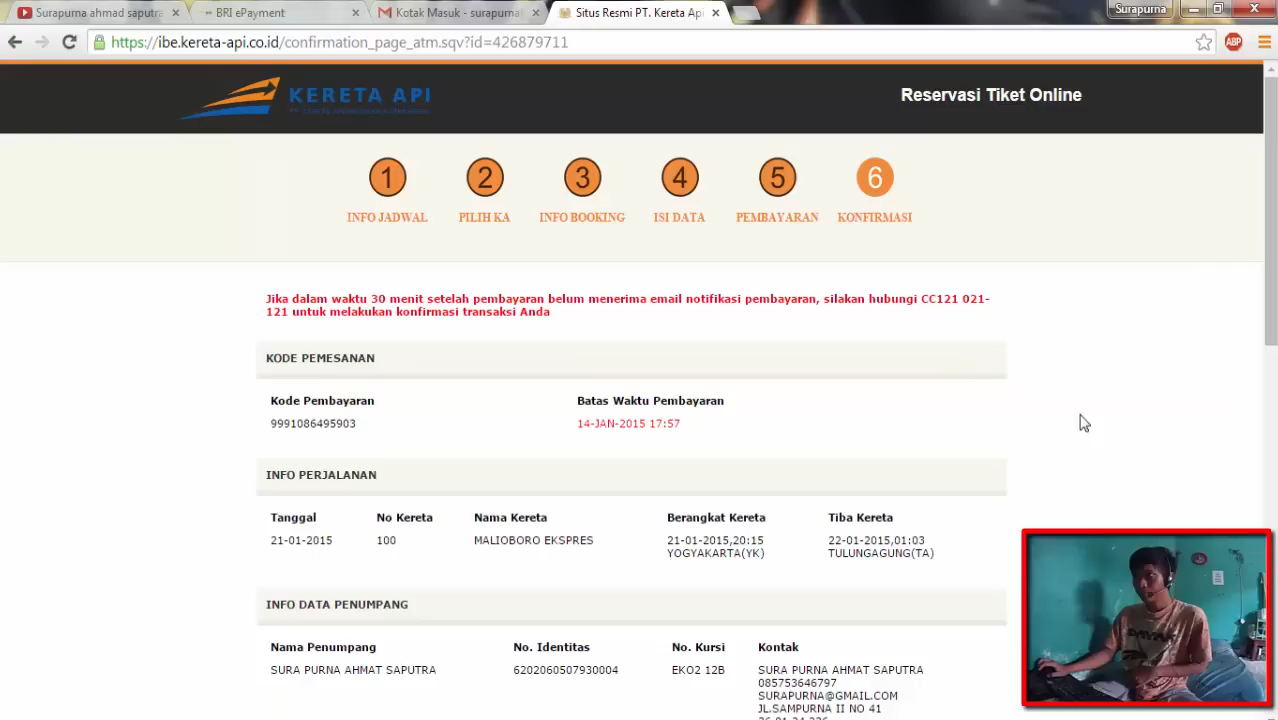 Surapurna ahmad saputra
BRI ePayment
Kotak Masuk - surapurna
Situs Resmi PT. Kereta Api
Surapurna
https://ibe.kereta-api.co.id/confirmation_page_atm.sqv?id=426879711
ABP
KERETA API
Reservasi Tiket Online
1 2 3 4 5 6
INFO JADWAL PILIH KA INFO BOOKING ISI DATA PEMBAYARAN KONFIRMASI
Jika dalam waktu 30 menit setelah pembayaran belum menerima email notifikasi pembayaran, silakan hubungi CC121 021-
121 untuk melakukan konfirmasi transaksi Anda
KODE PEMESANAN
Kode Pembayaran Batas Waktu Pembayaran
9991086495903 14-JAN-2015 17:57
INFO PERJALANAN
Tanggal No Kereta Nama Kereta Berangkat Kereta Tiba Kereta
21-01-2015 100 MALIOBORO EKSPRES 21-01-2015,20:15 22-01-2015,01:03
YOGYAKARTA(YK) TULUNGAGUNG(TA)
INFO DATA PENUMPANG
Nama Penumpang No. Identitas No. Kursi Kontak
SURA PURNA AHMAT SAPUTRA 6202060507930004 EKO2 12B SURA PURNA AHMAT SAPUTRA
085753646797
SURAPURNA@GMAIL.COM
JL.SAMPURNA II NO 41